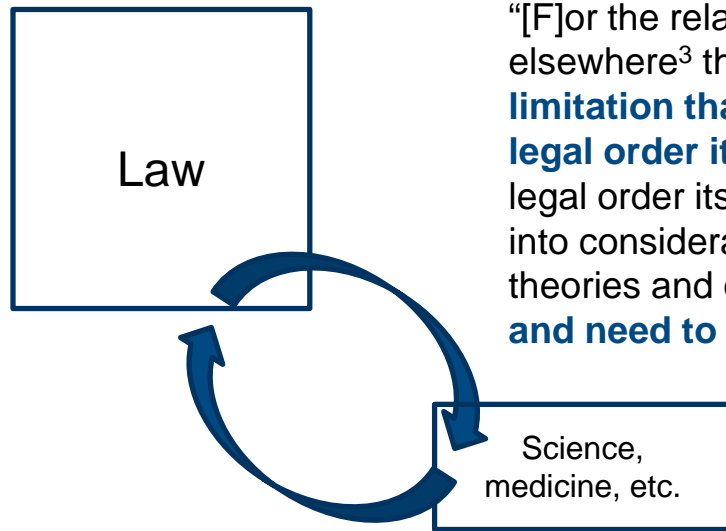 “[F]or the rela
elsewhere³ th
limitation tha
legal order it
legal order its
into considera
theories and
and need to
Law
Science,
medicine, etc.